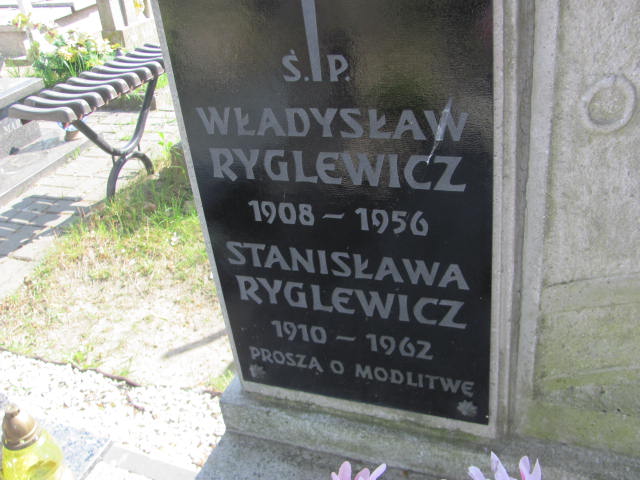 Ś.P.
WŁADYSŁAW
RYGLEWICZ
1908 – 1956
STANISŁAWA
RYGLEWICZ
1910 – 1962
PROSZĄ O MODLITWĘ